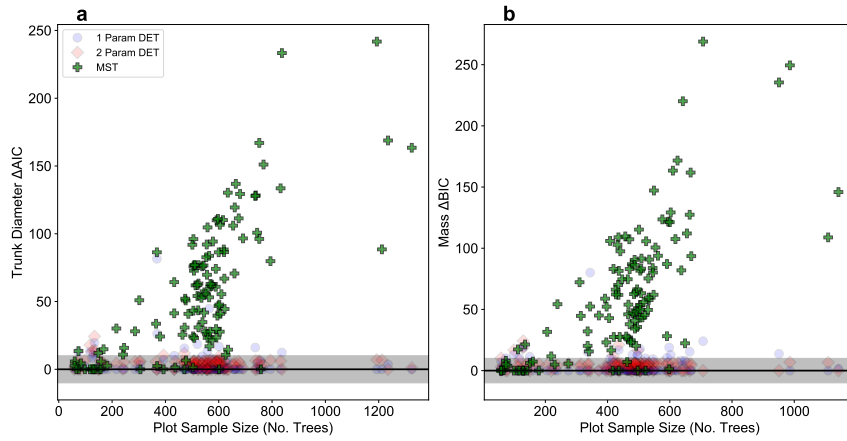 a
250
200
150
100
50
0
Trunk Diameter ΔAIC
1 Param DET
2 Param DET
MST
0
200
400
600
800
1000
1200
Plot Sample Size (No. Trees)
b
250
200
150
100
50
0
Mass ΔBIC
200
400
600
800
1000
Plot Sample Size (No. Trees)